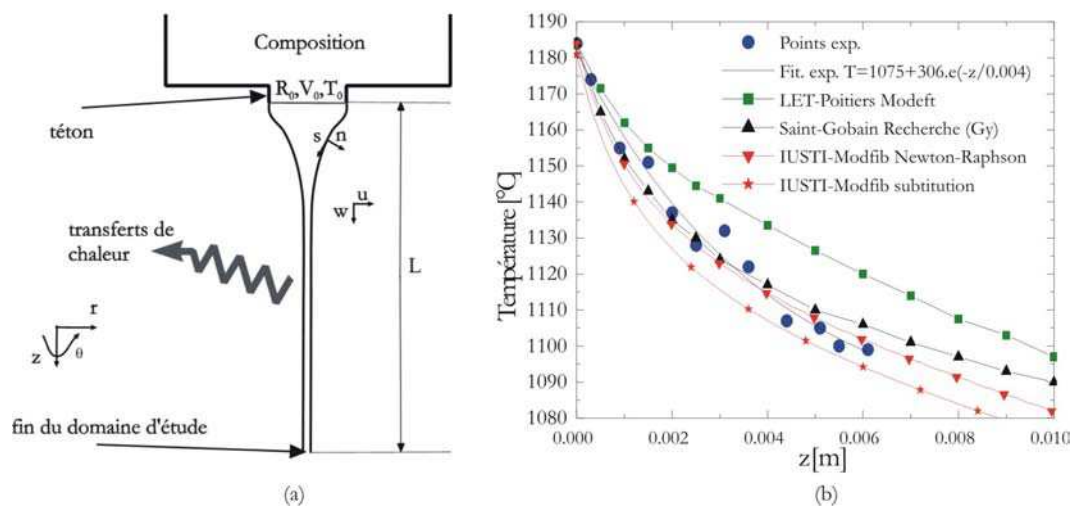 Composition
R₀,V₀,T₀
téton
s
n
u
w
transferts de
chaleur
L
r
z
θ
fin du domaine d'étude
(a)
1190
1180
1170
1160
1150
1140
1130
1120
1110
1100
1090
1080
Température [°C]
Points exp.
Fit. exp. T=1075+306.e(-z/0.004)
LET-Poitiers Modeft
Saint-Gobain Recherche (Gy)
IUSTI-Modfib Newton-Raphson
IUSTI-Modfib subtitution
0.000
0.002
0.004
0.006
0.008
0.010
z[m]
(b)